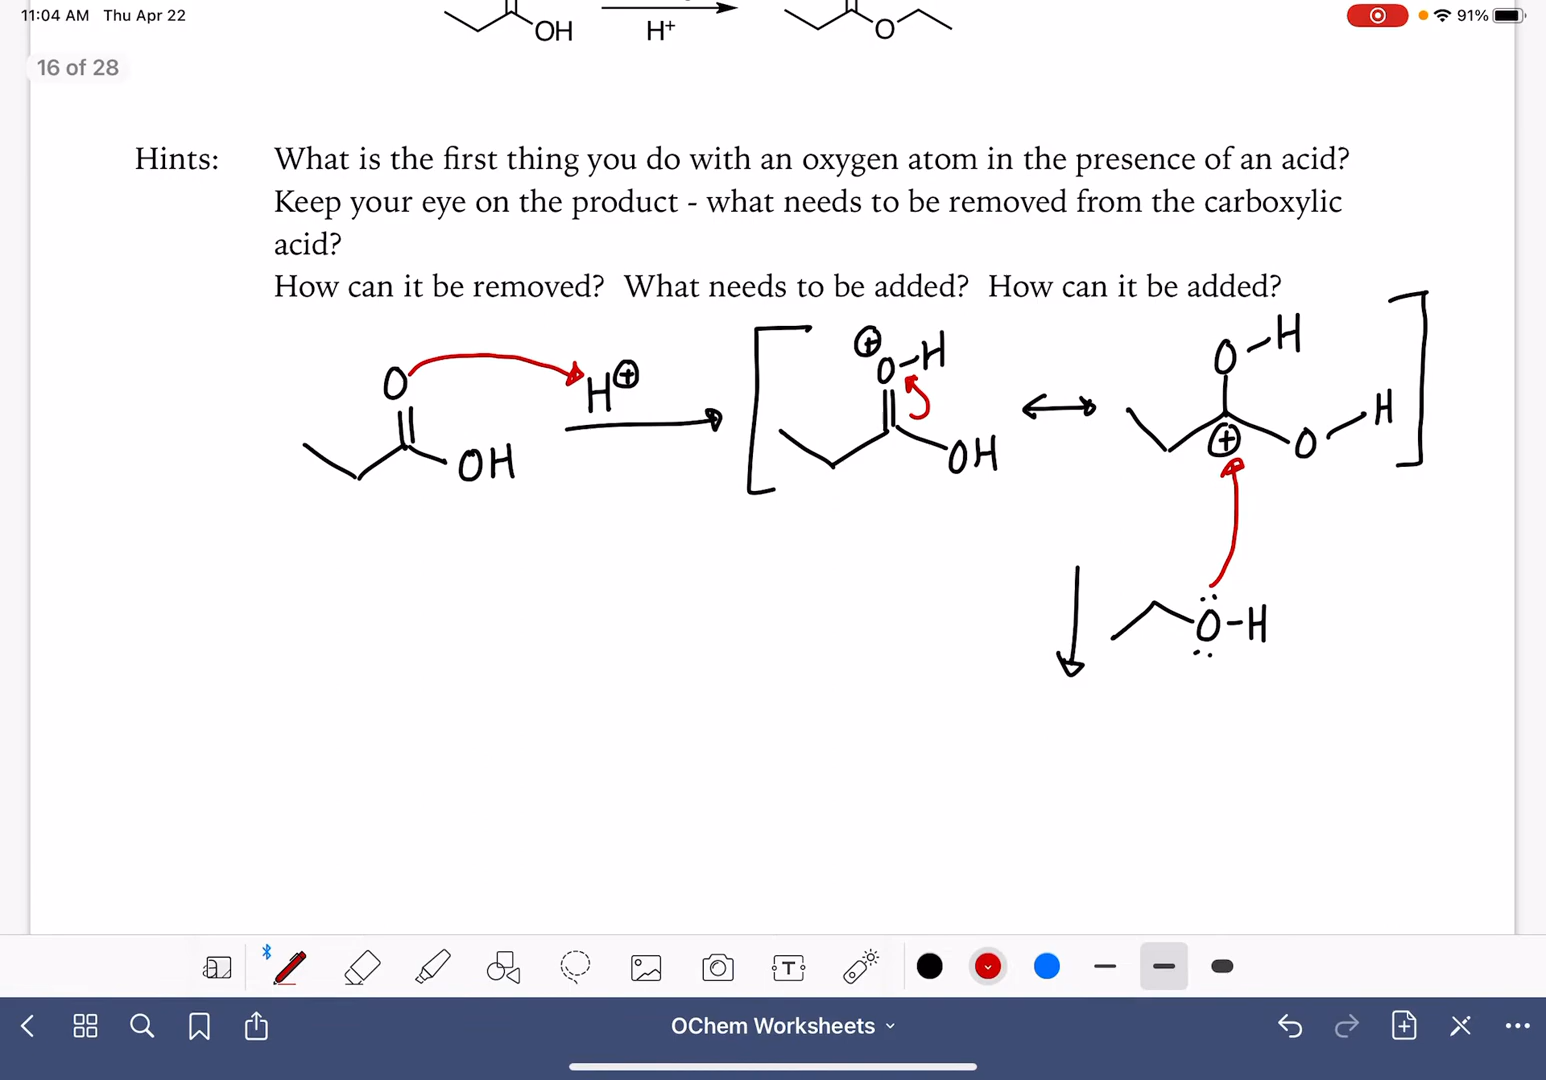 11:04 AM Thu Apr 22
91%
OH
H+
O
16 of 28
Hints: What is the first thing you do with an oxygen atom in the presence of an acid?
Keep your eye on the product - what needs to be removed from the carboxylic
acid?
How can it be removed? What needs to be added? How can it be added?
O
OH
H⊕
⊕
O-H
OH
O-H
⊕
O-H
O-H
a
T
OChem Worksheets